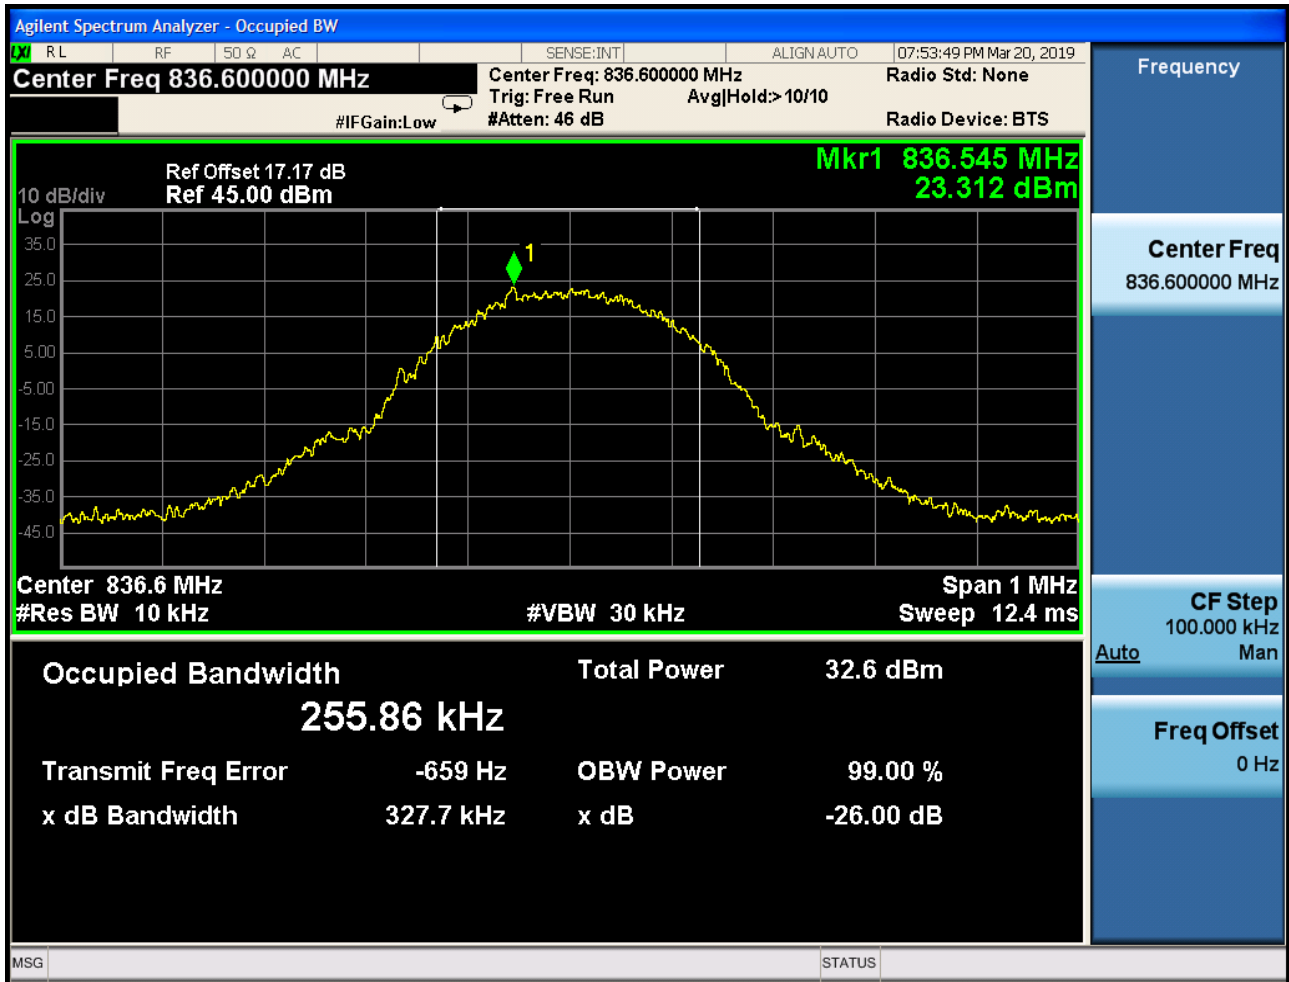 Agilent Spectrum Analyzer - Occupied BW
LXI RL RF 50 Ω AC SENSE:INT ALIGN AUTO 07:53:49 PM Mar 20, 2019
Center Freq 836.600000 MHz
Center Freq: 836.600000 MHz
Radio Std: None
Trig: Free Run Avg|Hold:> 10/10
#IFGain:Low
#Atten: 46 dB
Radio Device: BTS
Mkr1 836.545 MHz
23.312 dBm
Ref Offset 17.17 dB
10 dB/div Ref 45.00 dBm
Log
35.0
25.0
15.0
5.00
-5.00
-15.0
-25.0
-35.0
-45.0
1
Center 836.6 MHz Span 1 MHz
#Res BW 10 kHz #VBW 30 kHz Sweep 12.4 ms
Occupied Bandwidth Total Power 32.6 dBm
255.86 kHz
Transmit Freq Error -659 Hz OBW Power 99.00 %
x dB Bandwidth 327.7 kHz x dB -26.00 dB
MSG STATUS
Frequency
Center Freq
836.600000 MHz
CF Step
100.000 kHz
Auto Man
Freq Offset
0 Hz